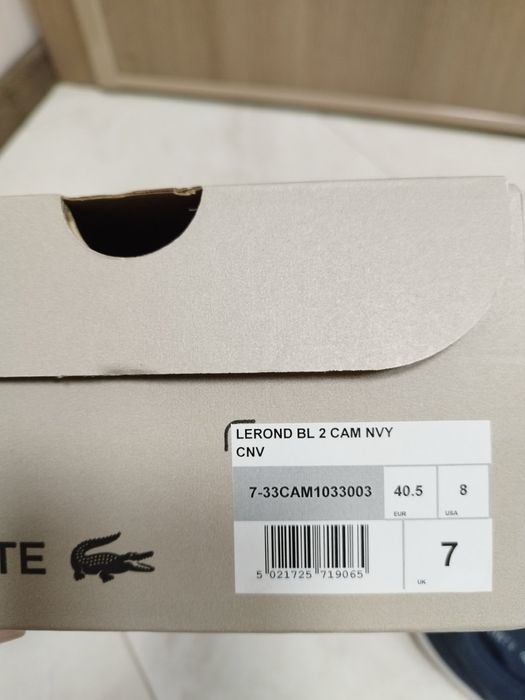 LEROND BL 2 CAM NVY
CNV
7-33CAM1033003
40.5
EUR
8
USA
5 021725 719065
7
UK
TE